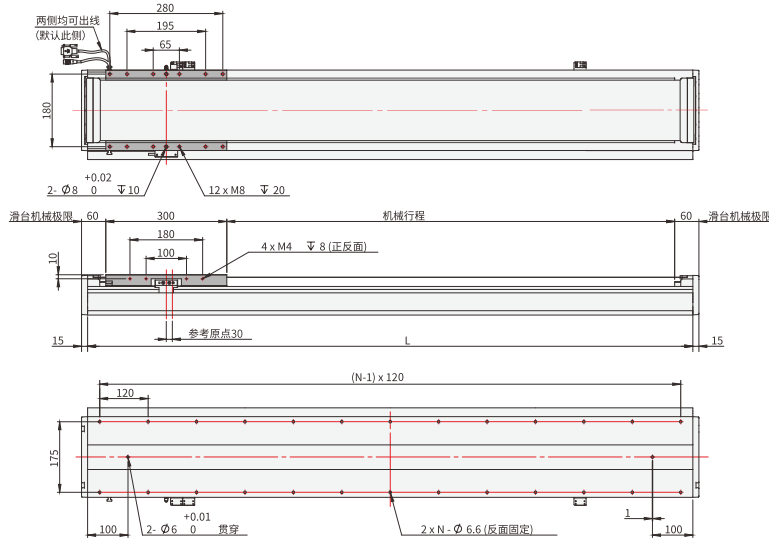 280
两侧均可出线
(默认此侧)
195
65
180
+0.02
2- Φ8 0 ↧10
12 x M8 ↧ 20
滑台机械极限 60 300 机械行程 60 滑台机械极限
180
4 x M4 ↧ 8 (正反面)
100
10
参考原点30
15 L 15
(N-1) x 120
120
175
+0.01
1
100 2- Φ6 0 贯穿 2 x N - Φ 6.6 (反面固定) 100